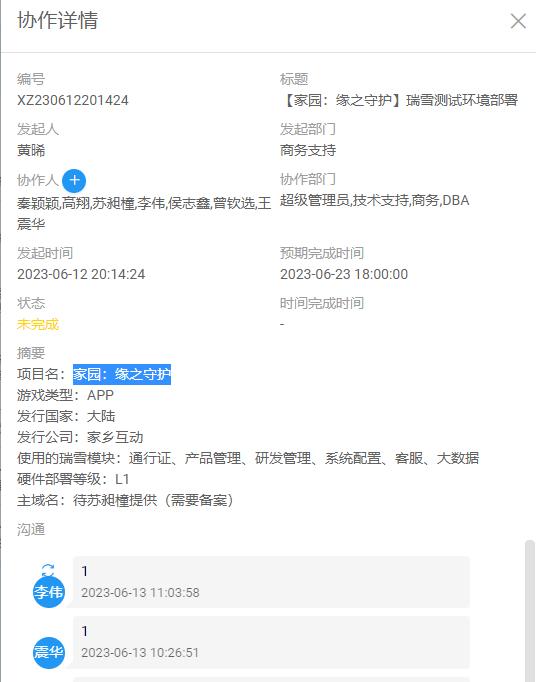 协作详情
编号
标题
XZ230612201424
【家园：缘之守护】瑞雪测试环境部署
发起人
发起部门
黄晞
商务支持
协作人
协作部门
秦颖颖,高翔,苏昶橦,李伟,侯志鑫,曾钦选,王
震华
超级管理员,技术支持,商务,DBA
发起时间
预期完成时间
2023-06-12 20:14:24
2023-06-23 18:00:00
状态
时间完成时间
未完成
-
摘要
项目名：家园：缘之守护
游戏类型：APP
发行国家：大陆
发行公司：家乡互动
使用的瑞雪模块：通行证、产品管理、研发管理、系统配置、客服、大数据
硬件部署等级：L1
主域名：待苏昶橦提供（需要备案）
沟通
李伟
1
2023-06-13 11:03:58
震华
1
2023-06-13 10:26:51